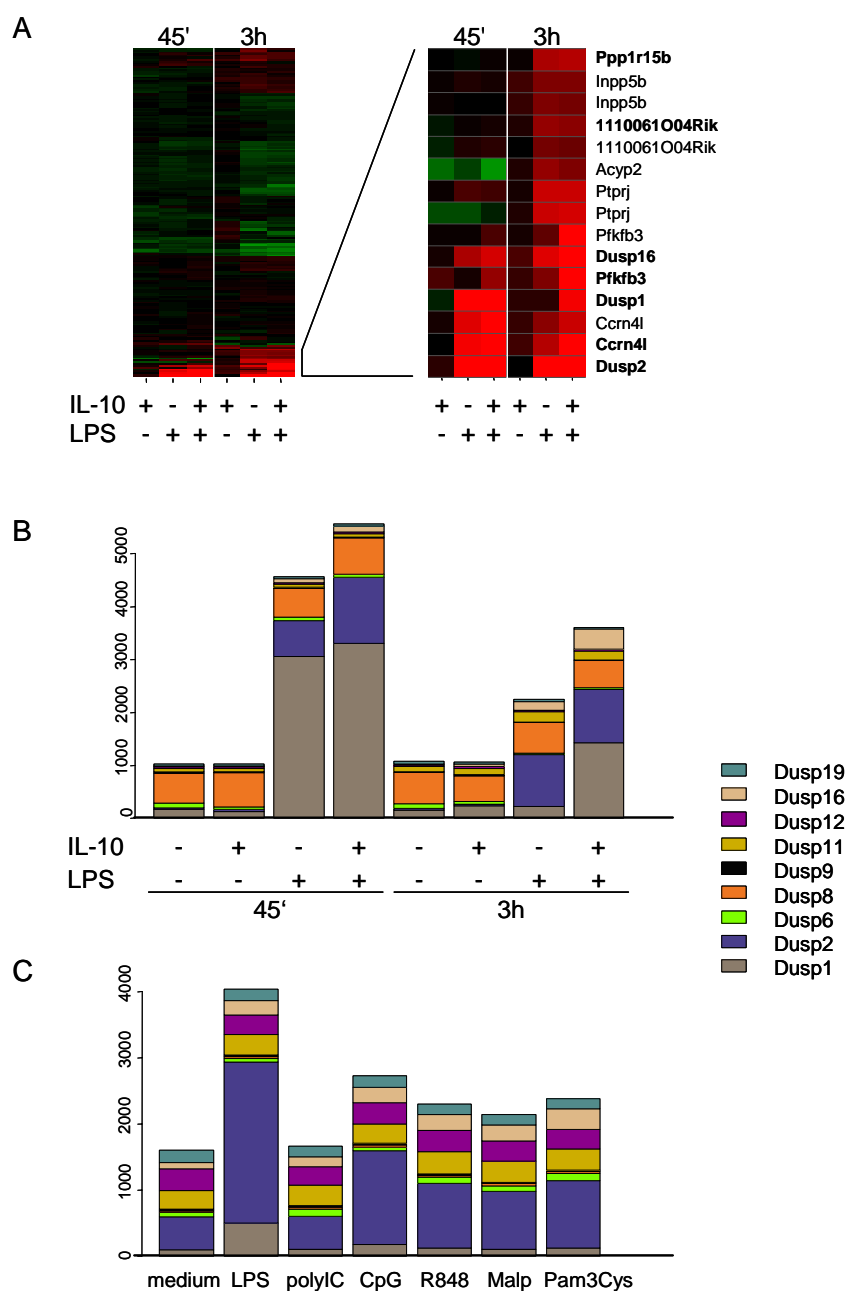 A
45' 3h 45' 3h
Ppp1r15b
Inpp5b
Inpp5b
1110061O04Rik
1110061O04Rik
Acyp2
Ptprj
Ptprj
Pfkfb3
Dusp16
Pfkfb3
Dusp1
Ccrn4l
Ccrn4l
Dusp2
IL-10 + - + + - + + - + + - +
LPS - + + - + + - + + - + +
B
5000
4000
3000
2000
1000
0
IL-10 - + - + - + - +
LPS - - + + - - + +
45' 3h
Dusp19
Dusp16
Dusp12
Dusp11
Dusp9
Dusp8
Dusp6
Dusp2
Dusp1
C
4000
3000
2000
1000
0
medium LPS polyIC CpG R848 Malp Pam3Cys